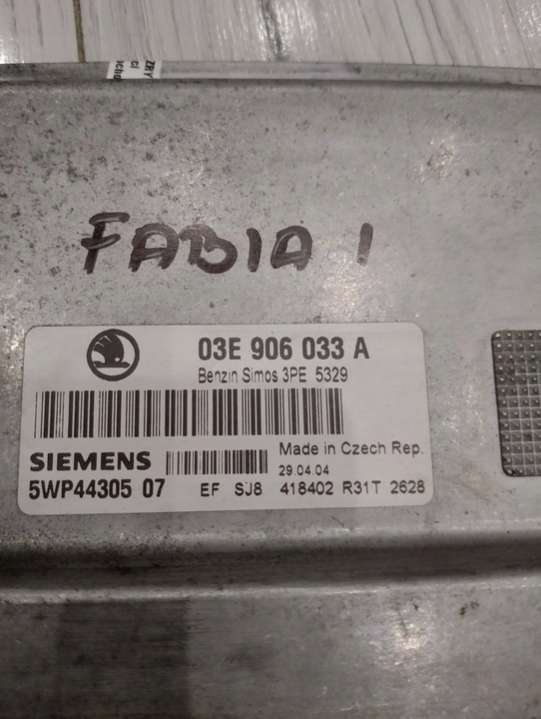 FABIA 1
03E 906 033 A
Benzin Simos 3PE 5329
SIEMENS
Made in Czech Rep.
29.04.04
5WP44305 07 EF SJ8 418402 R31T 2628